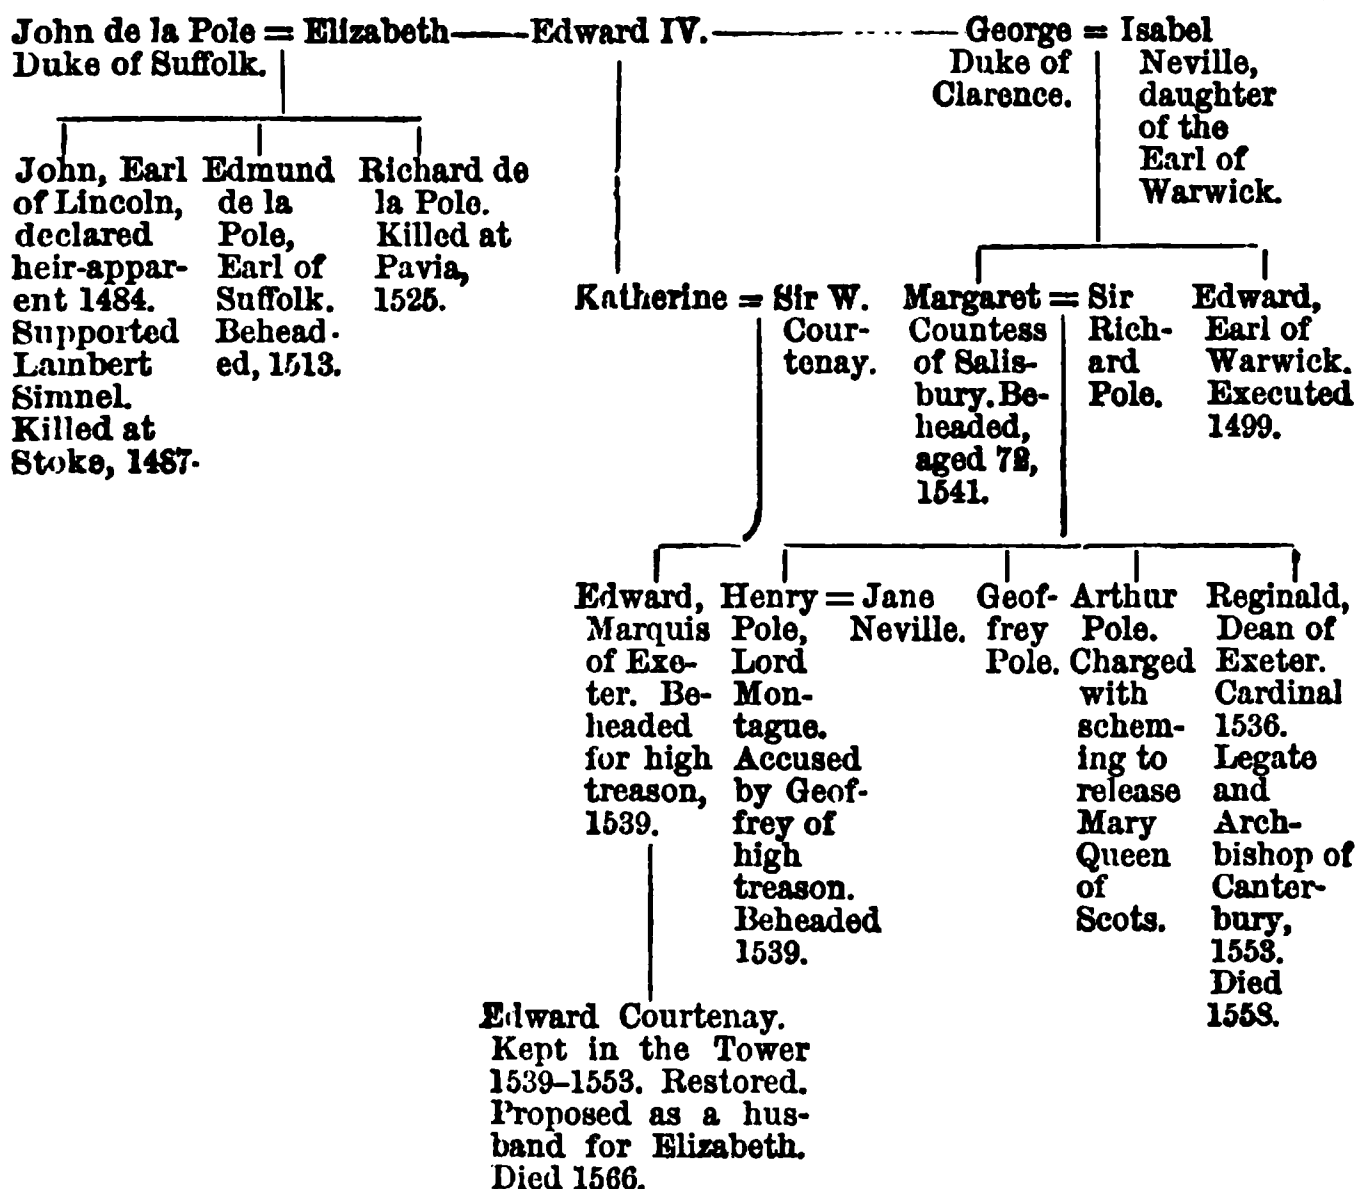 John de la Pole = Elizabeth——Edward IV.—— ···· ——George = Isabel
Duke of Suffolk.
Duke of
Clarence.
Neville,
daughter
of the
Earl of
Warwick.
John, Earl
of Lincoln,
declared
heir-appar-
ent 1484.
Supported
Lambert
Simnel.
Killed at
Stoke, 1487.
Edmund
de la
Pole,
Earl of
Suffolk.
Behead-
ed, 1513.
Richard de
la Pole.
Killed at
Pavia,
1525.
Katherine = Sir W.
Cour-
tenay.
Margaret = Sir
Countess
of Salis-
bury. Be-
headed,
aged 72,
1541.
Rich-
ard
Pole.
Edward,
Earl of
Warwick.
Executed
1499.
Edward,
Marquis
of Exe-
ter. Be-
headed
for high
treason,
1539.
Henry = Jane
Pole,
Lord
Mon-
tague.
Accused
by Geof-
frey of
high
treason.
Beheaded
1539.
Neville.
Geof-
frey
Pole.
Arthur
Pole.
Charged
with
schem-
ing to
release
Mary
Queen
of
Scots.
Reginald,
Dean of
Exeter.
Cardinal
1536.
Legate
and
Arch-
bishop of
Canter-
bury,
1553.
Died
1558.
Edward Courtenay.
Kept in the Tower
1539–1553. Restored.
Proposed as a hus-
band for Elizabeth.
Died 1566.